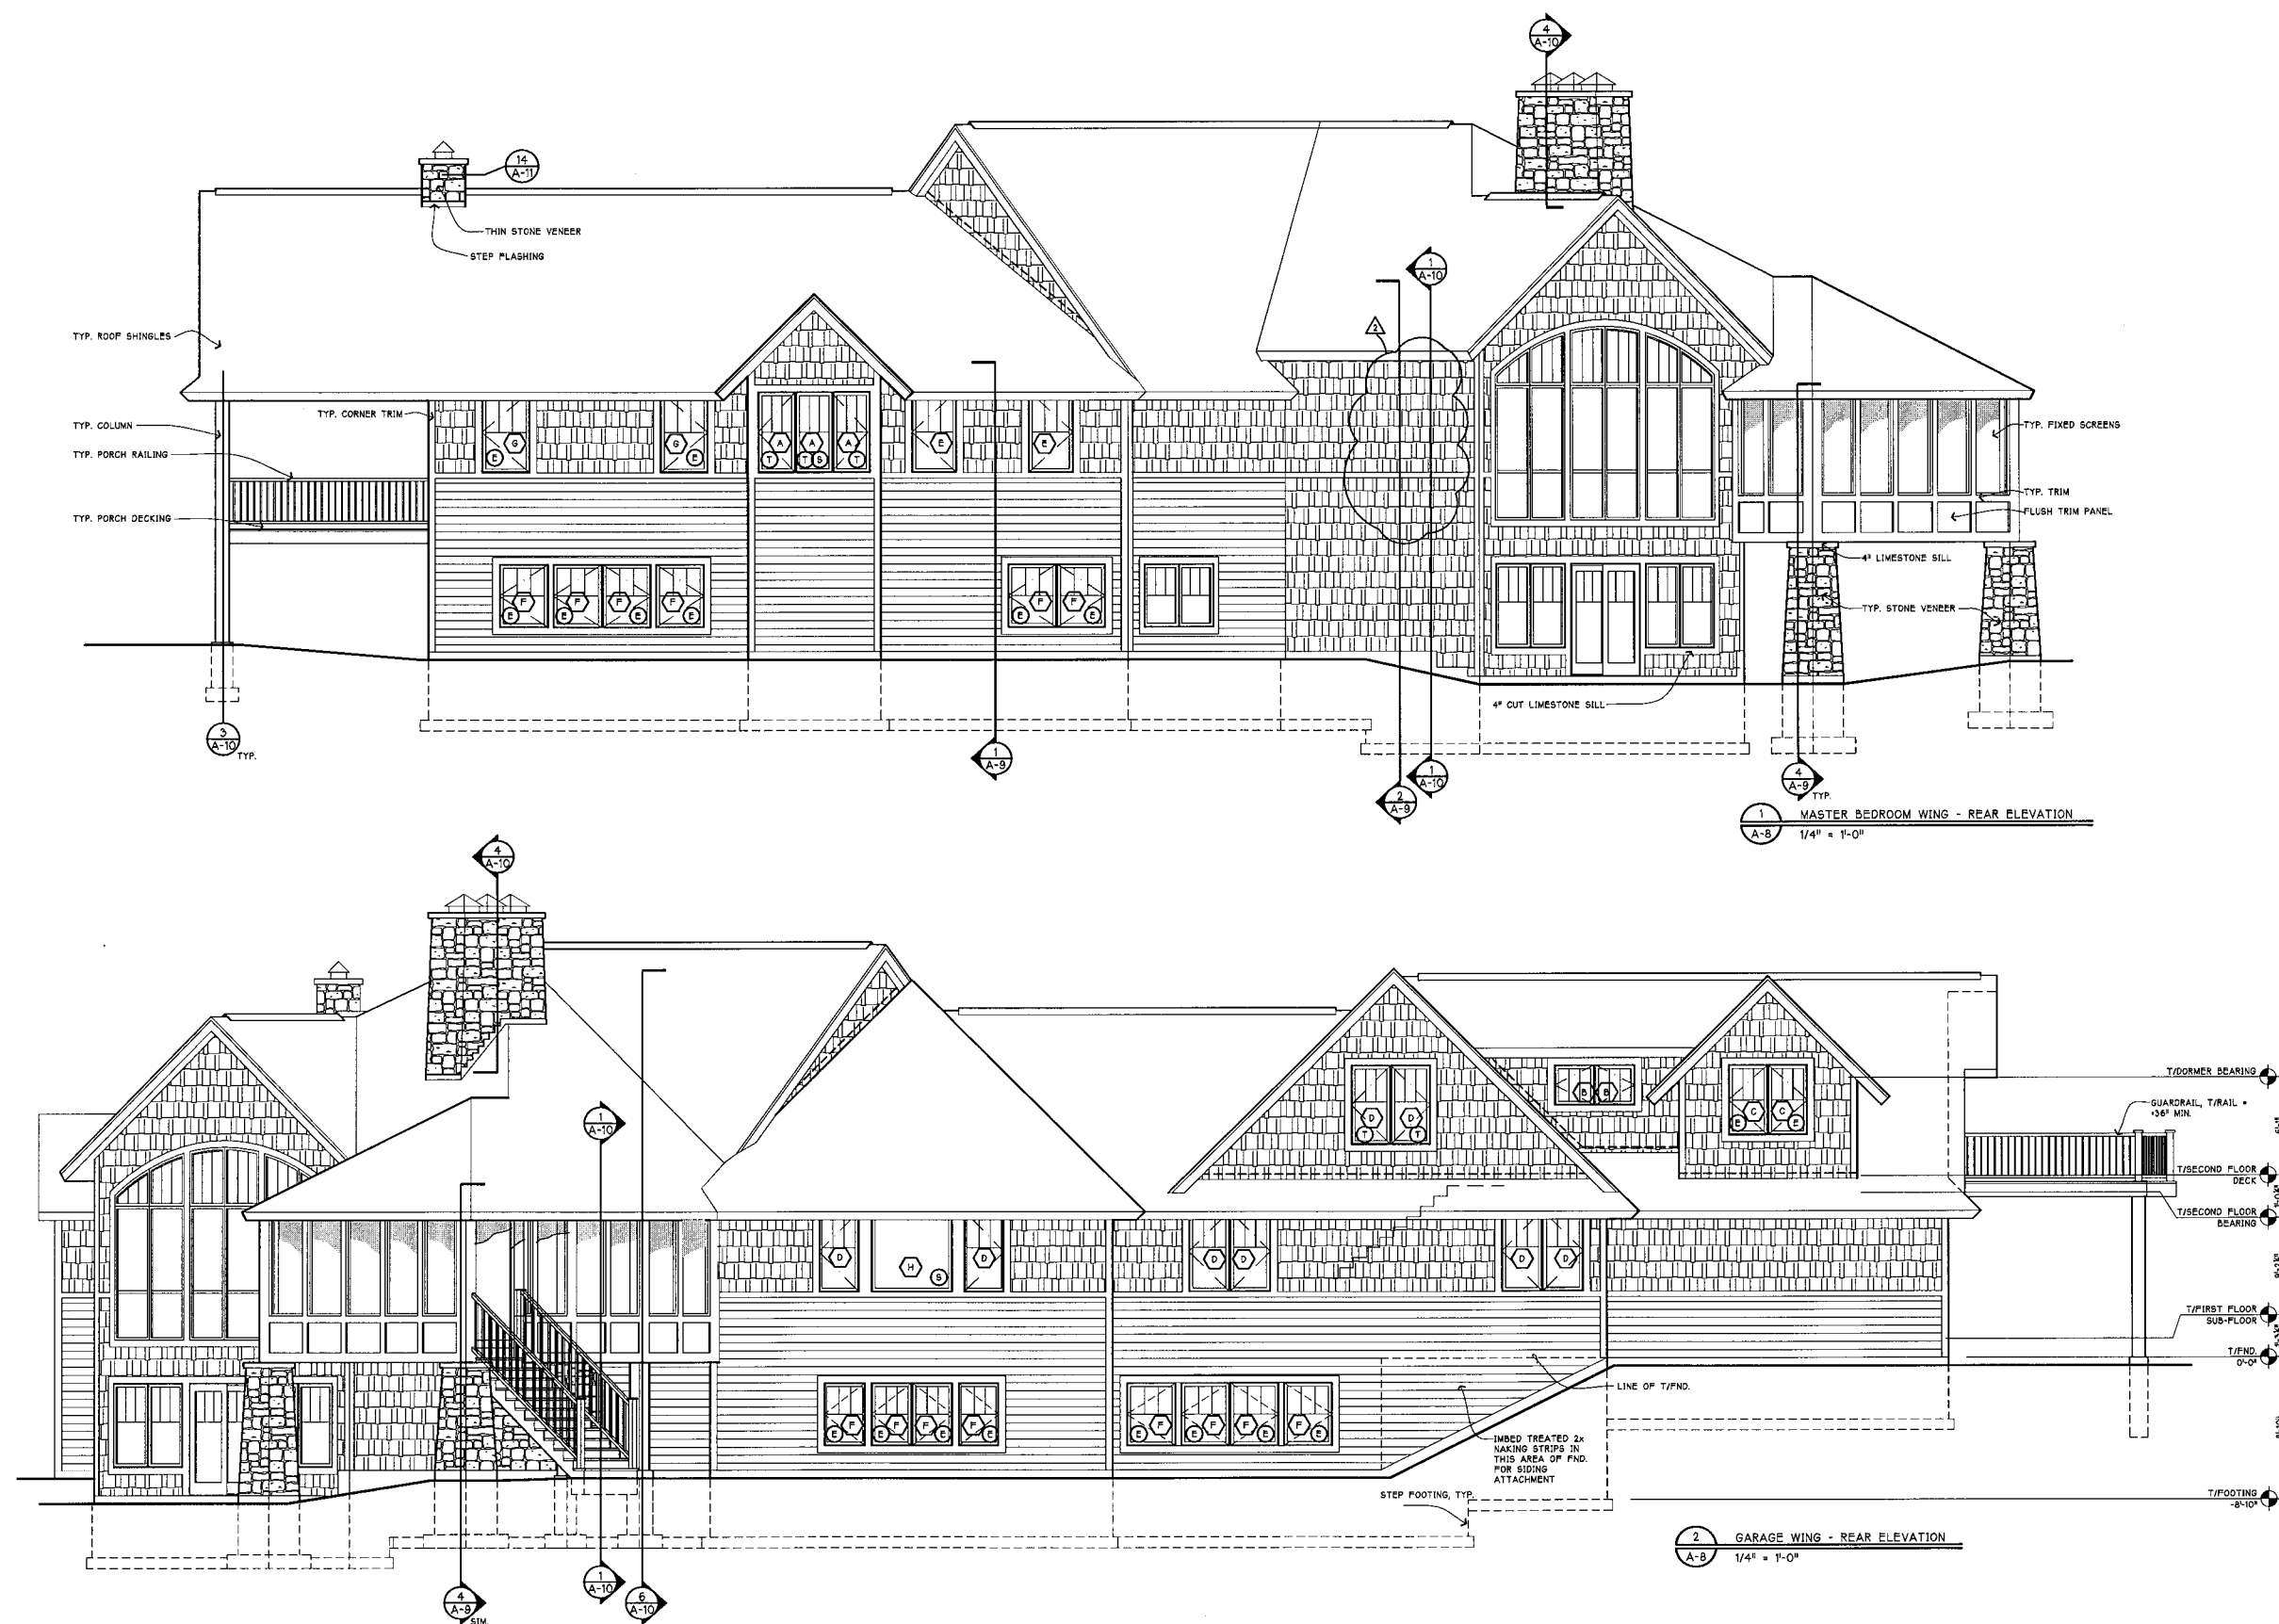 4
A-10
14
A-11
THIN STONE VENEER
STEP FLASHING
1
A-10
2
TYP. ROOF SHINGLES
TYP. CORNER TRIM
TYP. COLUMN
TYP. PORCH RAILING
TYP. PORCH DECKING
G
E
G
E
A
A
A
T
T
S
T
E
E
TYP. FIXED SCREENS
TYP. TRIM
FLUSH TRIM PANEL
4" LIMESTONE SILL
TYP. STONE VENEER
F
F
F
F
E
E
E
E
F
F
E
E
4" CUT LIMESTONE SILL
3
A-10
TYP.
1
A-9
1
A-10
2
A-9
4
A-9
TYP.
1
A-8
MASTER BEDROOM WING - REAR ELEVATION
1/4" = 1'-0"
4
A-10
1
A-10
T/DORMER BEARING
GUARDRAIL, T/RAIL =
+36" MIN.
D
D
T
T
B
B
C
C
E
E
T/SECOND FLOOR
DECK
T/SECOND FLOOR
BEARING
D
H
S
D
D
D
D
D
T/FIRST FLOOR
SUB-FLOOR
T/FND.
0'-0"
LINE OF T/FND.
F
F
F
F
E
E
E
E
F
F
F
F
E
E
E
E
IMBED TREATED 2x
NAKING STRIPS IN
THIS AREA OF FND.
FOR SIDING
ATTACHMENT
STEP FOOTING, TYP.
T/FOOTING
-8'-10"
4
A-9
SIM.
1
A-10
6
A-10
2
A-8
GARAGE WING - REAR ELEVATION
1/4" = 1'-0"